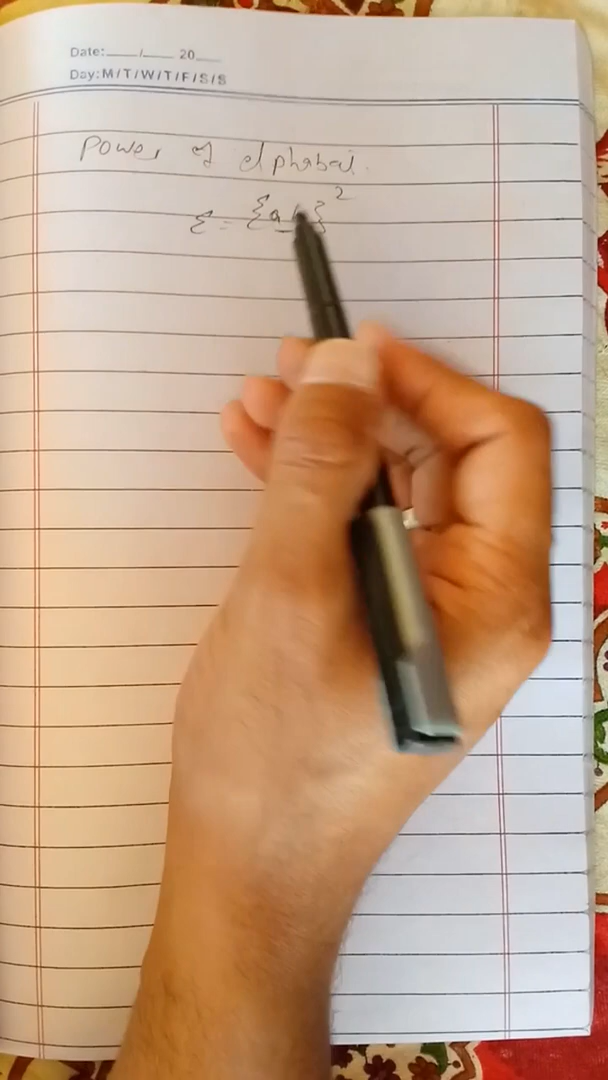 Date:___/___ 20___
Day:M/T/W/T/F/S/S
Power of alphabet.
Σ = {a b}²